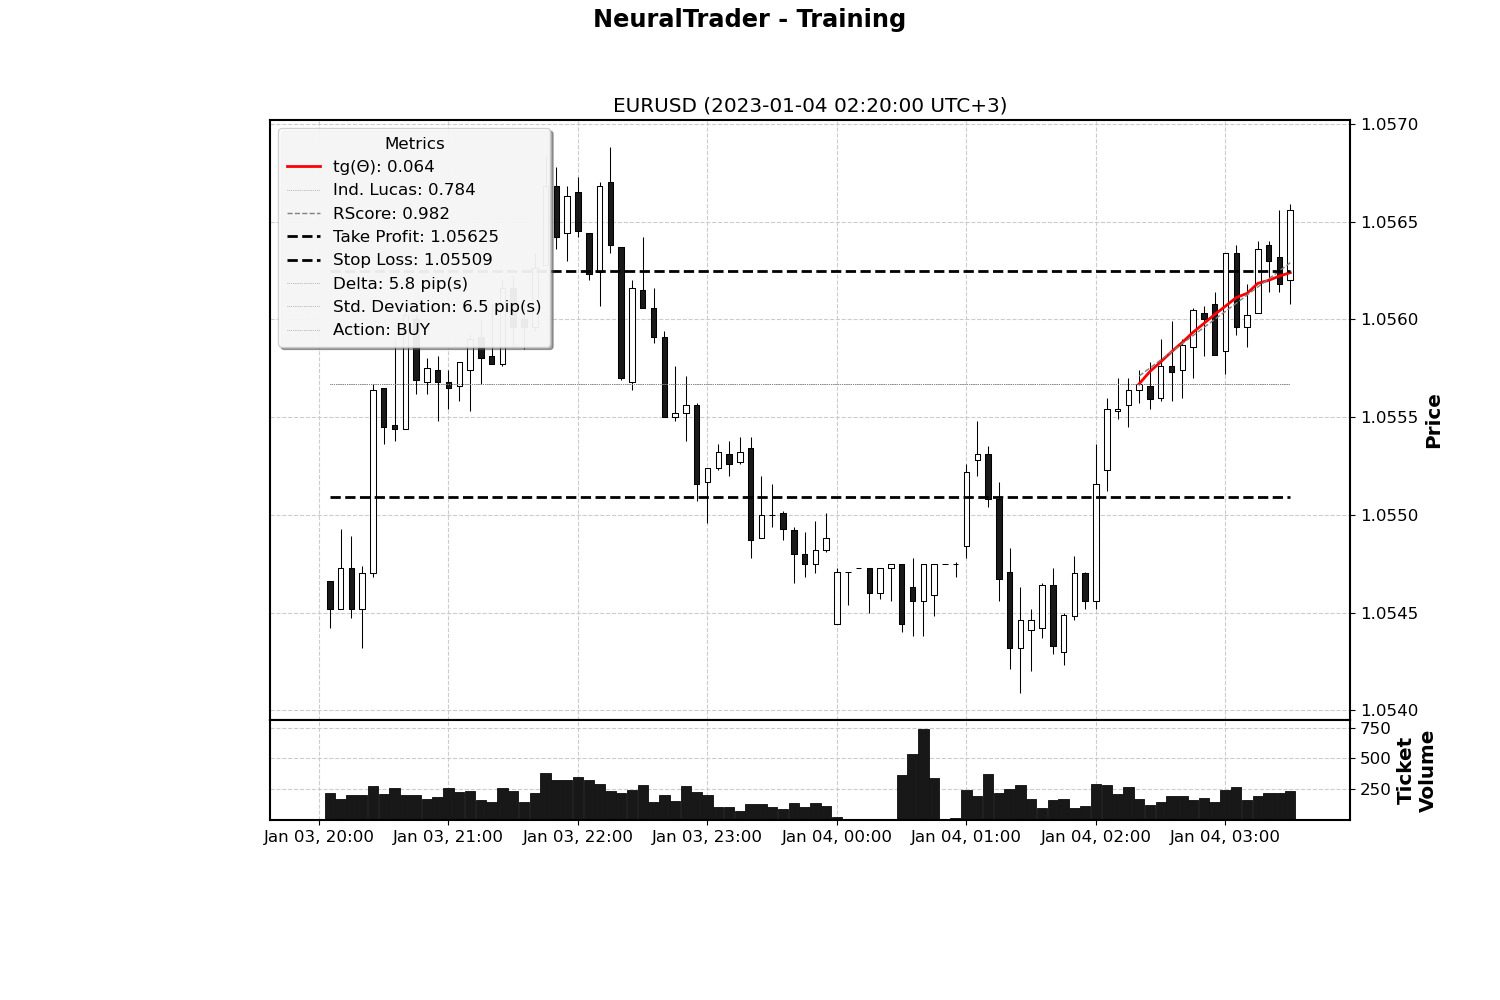 NeuralTrader - Training
EURUSD (2023-01-04 02:20:00 UTC+3)
Metrics
tg(Θ): 0.064
Ind. Lucas: 0.784
RScore: 0.982
Take Profit: 1.05625
Stop Loss: 1.05509
Delta: 5.8 pip(s)
Std. Deviation: 6.5 pip(s)
Action: BUY
1.0570
1.0565
1.0560
1.0555
1.0550
1.0545
1.0540
Price
750
500
250
Ticket
Volume
Jan 03, 20:00 Jan 03, 21:00 Jan 03, 22:00 Jan 03, 23:00 Jan 04, 00:00 Jan 04, 01:00 Jan 04, 02:00 Jan 04, 03:00